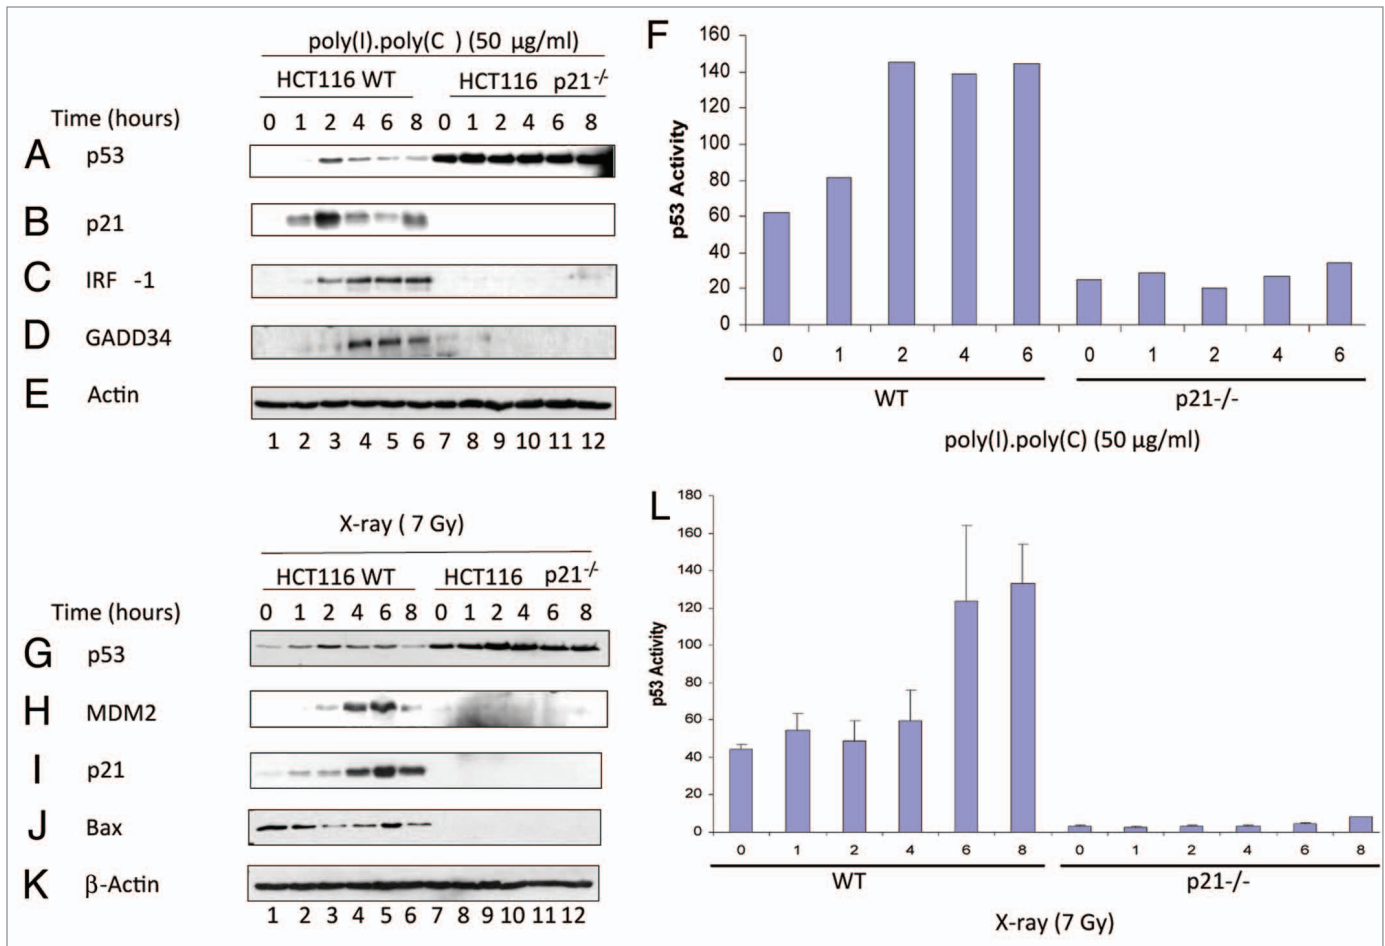 poly(I).poly(C ) (50 µg/ml)
HCT116 WT HCT116 p21-/-
Time (hours) 0 1 2 4 6 8 0 1 2 4 6 8
A p53
B p21
C IRF -1
D GADD34
E Actin
1 2 3 4 5 6 7 8 9 10 11 12
F
160
140
120
100
80
60
40
20
0
p53 Activity
0 1 2 4 6 0 1 2 4 6
WT p21-/-
poly(I).poly(C) (50 µg/ml)
X-ray ( 7 Gy)
HCT116 WT HCT116 p21-/-
Time (hours) 0 1 2 4 6 8 0 1 2 4 6 8
G p53
H MDM2
I p21
J Bax
K β-Actin
1 2 3 4 5 6 7 8 9 10 11 12
L
180
160
140
120
100
80
60
40
20
0
p53 Activity
0 1 2 4 6 8 0 1 2 4 6 8
WT p21-/-
X-ray (7 Gy)